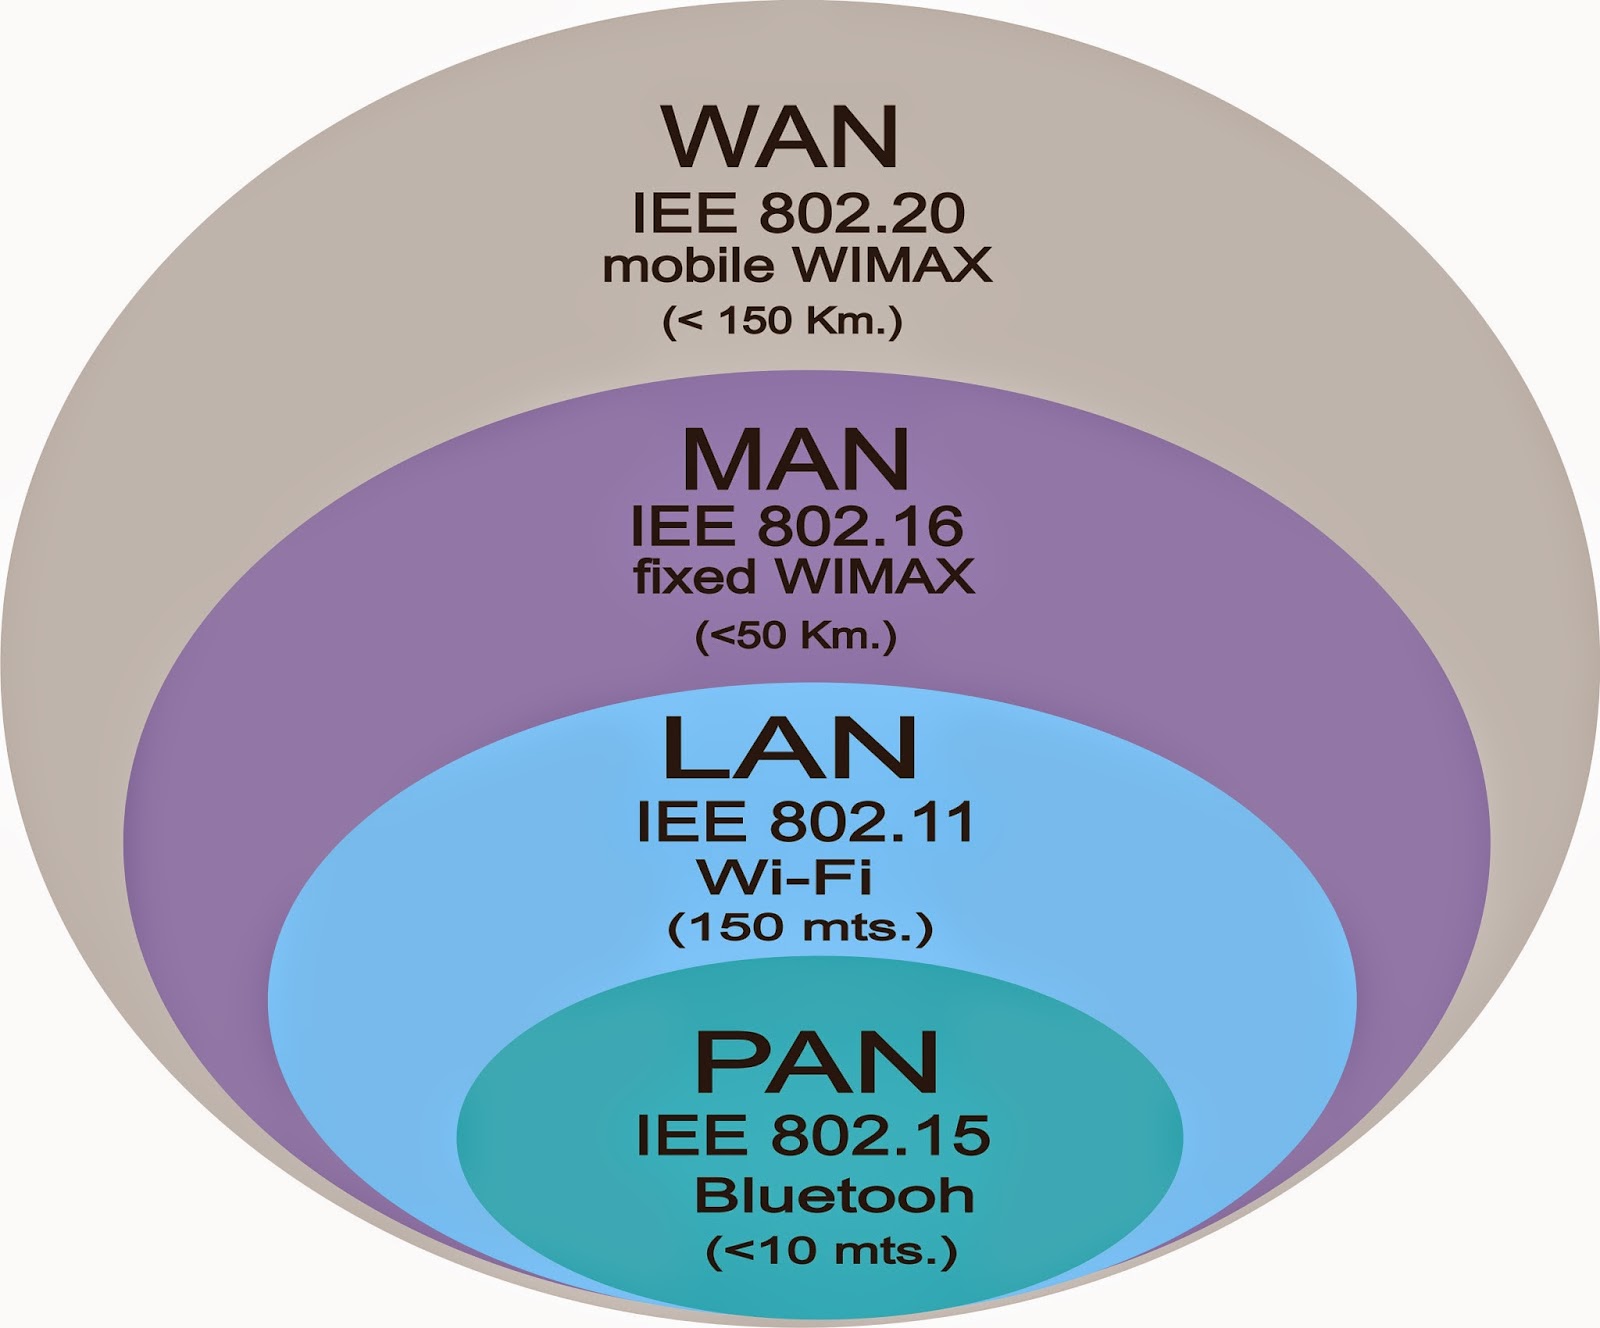 WAN
IEE 802.20
mobile WIMAX
(< 150 Km.)
MAN
IEE 802.16
fixed WIMAX
(<50 Km.)
LAN
IEE 802.11
Wi-Fi
(150 mts.)
PAN
IEE 802.15
Bluetooh
(<10 mts.)